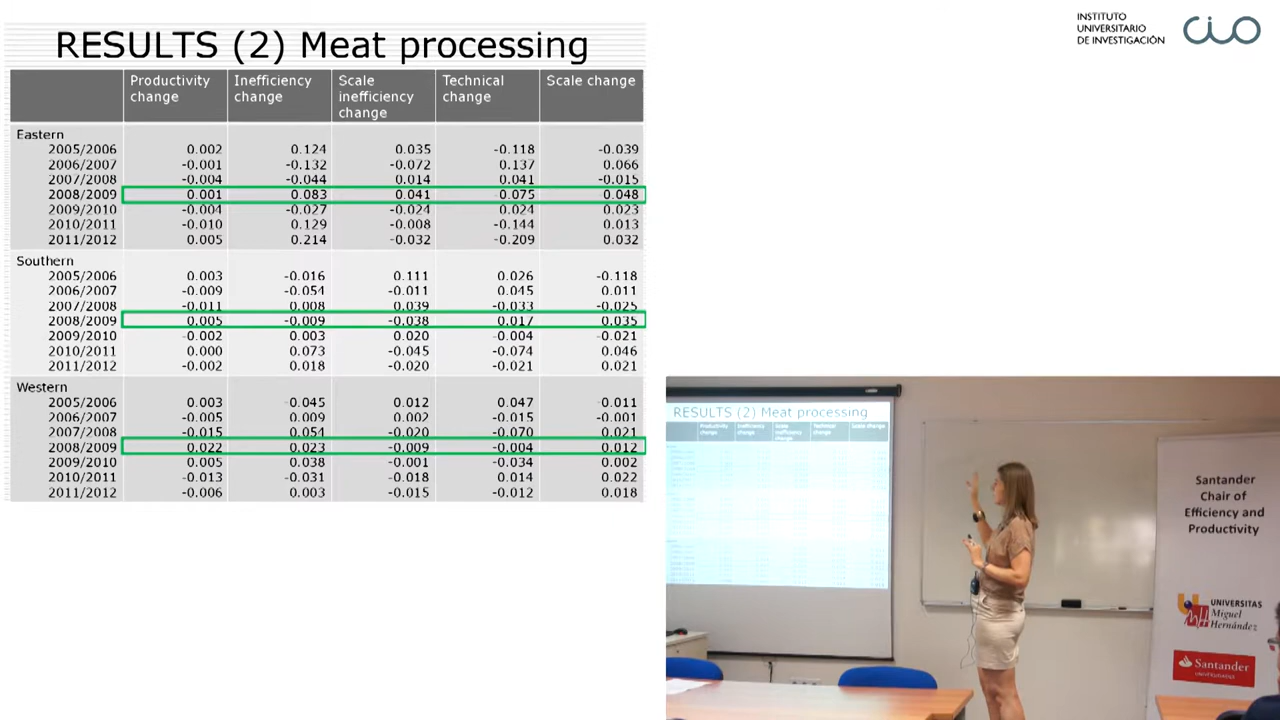 INSTITUTO
UNIVERSITARIO
DE INVESTIGACIÓN
cio
RESULTS (2) Meat processing
Productivity change Inefficiency change Scale inefficiency change Technical change Scale change
Eastern
2005/2006 0.002 0.124 0.035 -0.118 -0.039
2006/2007 -0.001 -0.132 -0.072 0.137 0.066
2007/2008 -0.004 -0.044 0.014 0.041 -0.015
2008/2009 0.001 0.083 0.041 -0.075 -0.048
2009/2010 -0.004 -0.027 -0.024 0.024 0.023
2010/2011 -0.010 0.129 -0.008 -0.144 0.013
2011/2012 0.005 0.214 -0.032 -0.209 0.032
Southern
2005/2006 0.003 -0.016 0.111 0.026 -0.118
2006/2007 -0.009 -0.054 -0.011 0.045 0.011
2007/2008 -0.011 0.008 0.039 -0.033 -0.025
2008/2009 0.005 -0.009 -0.038 0.017 0.035
2009/2010 -0.002 0.003 0.020 -0.004 -0.021
2010/2011 0.000 0.073 -0.045 -0.074 0.046
2011/2012 -0.002 0.018 -0.020 -0.021 0.021
Western
2005/2006 0.003 -0.045 0.012 0.047 -0.011
2006/2007 -0.005 0.009 0.002 -0.015 -0.001
2007/2008 -0.015 0.054 -0.020 -0.070 0.021
2008/2009 0.022 0.023 -0.009 -0.004 0.012
2009/2010 0.005 0.038 -0.001 -0.034 0.002
2010/2011 -0.013 -0.031 -0.018 0.014 0.022
2011/2012 -0.006 0.003 -0.015 -0.012 0.018
RESULTS (2) Meat processing
Productivity change Inefficiency change Scale inefficiency change Technical change Scale change
Santander
Chair of
Efficiency and
Productivity
UNIVERSITAS
Miguel
Hernández
Santander
UNIVERSIDADES